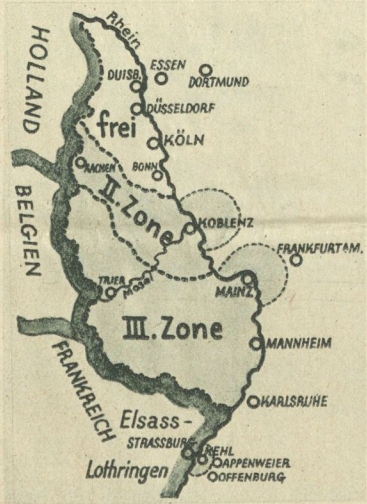 Rhein
HOLLAND
ESSEN
DUISB.
DORTMUND
DÜSSELDORF
frei
KÖLN
AACHEN
BONN
BELGIEN
II. Zone
KOBLENZ
FRANKFURT A M.
TRIER
Mosel
MAINZ
III. Zone
MANNHEIM
FRANKREICH
KARLSRUHE
Elsass-
STRASSBURG
KEHL
Lothringen
APPENWEIER
OFFENBURG